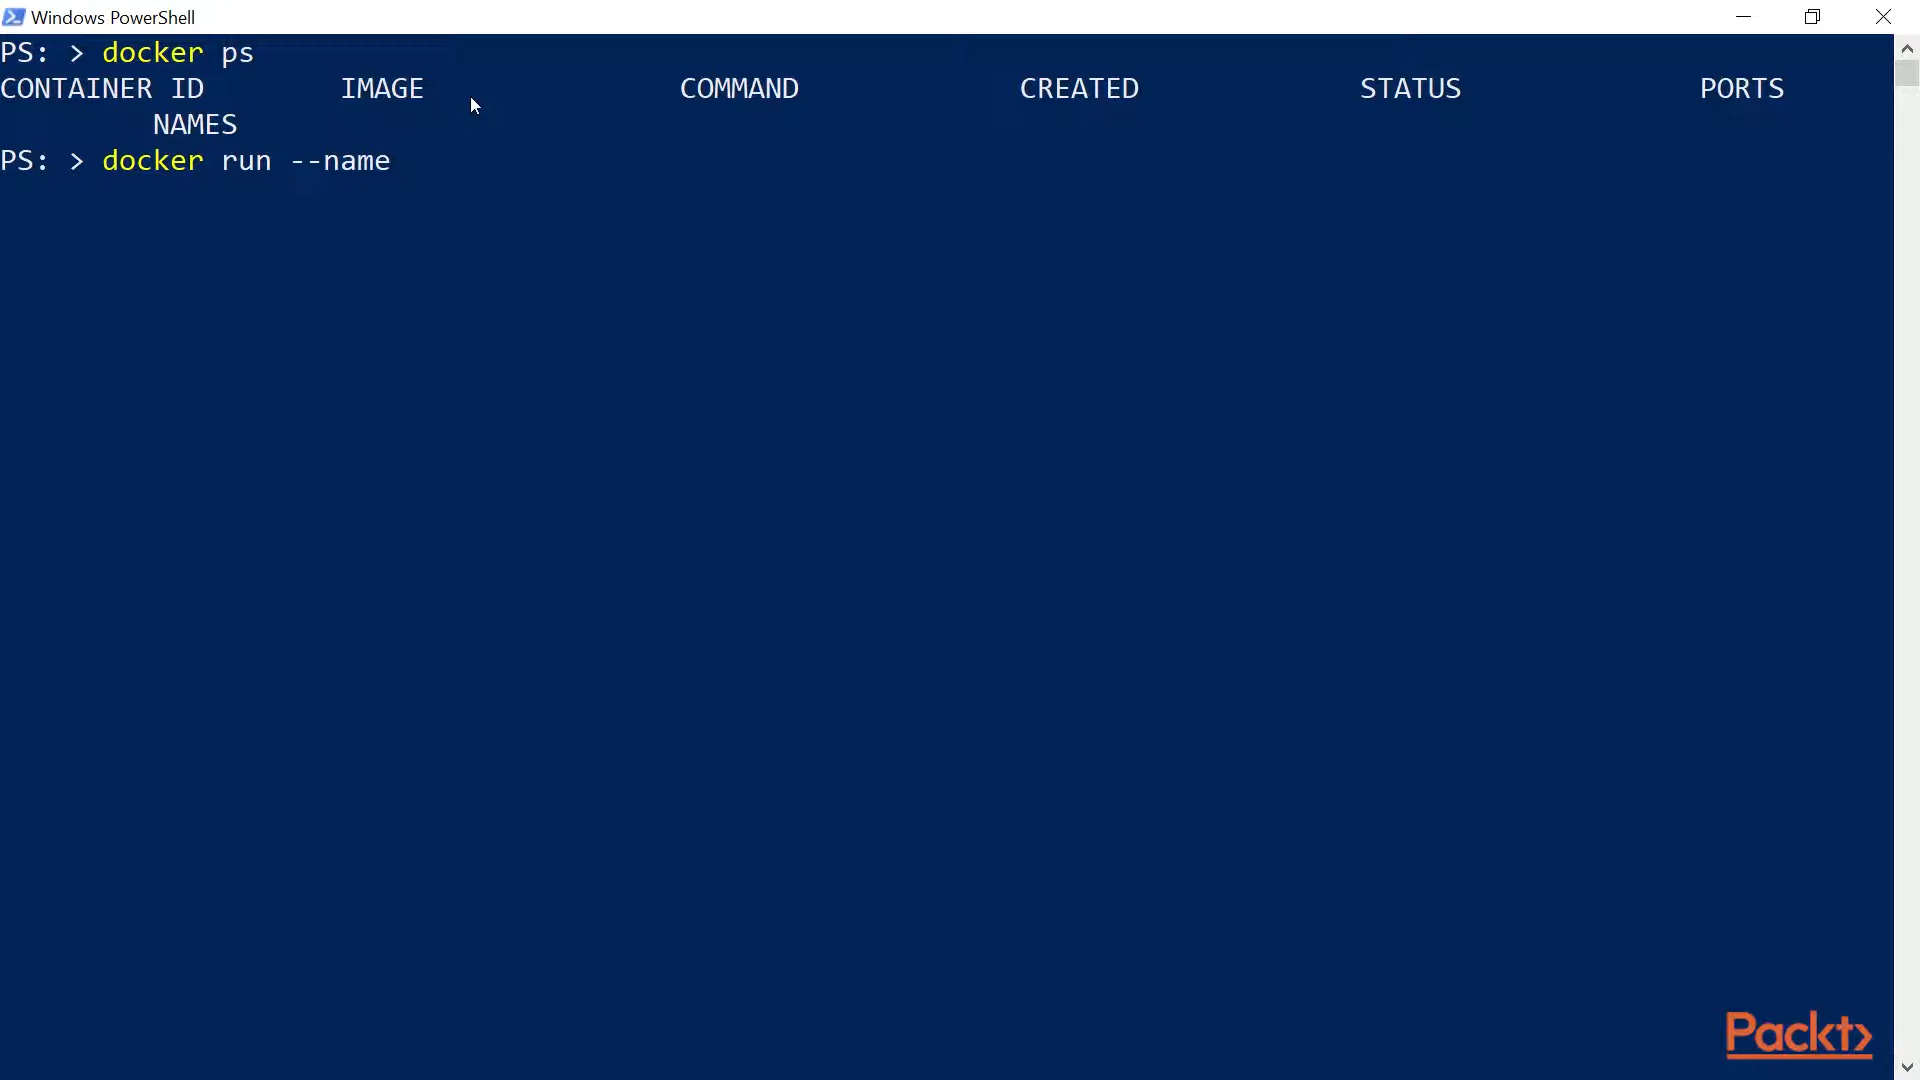 Windows PowerShell
PS: > docker ps
CONTAINER ID        IMAGE               COMMAND             CREATED             STATUS              PORTS
         NAMES
PS: > docker run --name
Packt>